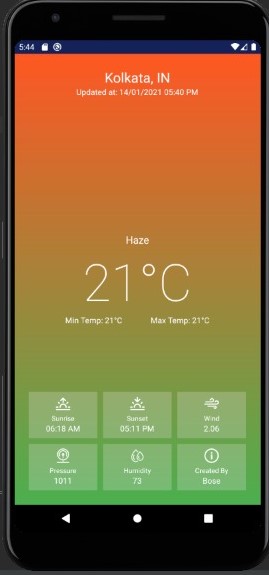 5:44
Kolkata, IN
Updated at: 14/01/2021 05:40 PM
Haze
21°C
Min Temp: 21°C Max Temp: 21°C
Sunrise Sunset Wind
06:18 AM 05:11 PM 2.06
Pressure Humidity Created By
1011 73 Bose